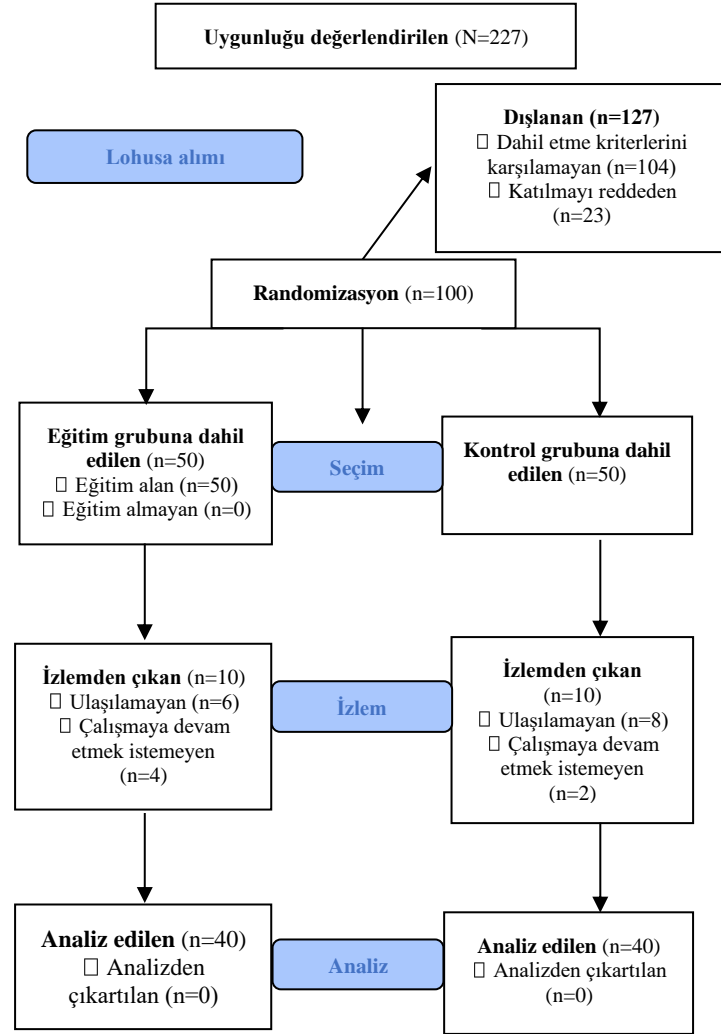 Uygunluğu değerlendirilen (N=227)
Dışlanan (n=127)
□ Dahil etme kriterlerini
karşılamayan (n=104)
□ Katılmayı reddeden
(n=23)
Lohusa alımı
Randomizasyon (n=100)
Eğitim grubuna dahil
edilen (n=50)
□ Eğitim alan (n=50)
□ Eğitim almayan (n=0)
Seçim
Kontrol grubuna dahil
edilen (n=50)
İzlemden çıkan (n=10)
□ Ulaşılamayan (n=6)
□ Çalışmaya devam
etmek istemeyen
(n=4)
İzlem
İzlemden çıkan
(n=10)
□ Ulaşılamayan (n=8)
□ Çalışmaya devam
etmek istemeyen
(n=2)
Analiz edilen (n=40)
□ Analizden
çıkartılan (n=0)
Analiz
Analiz edilen (n=40)
□ Analizden çıkartılan
(n=0)